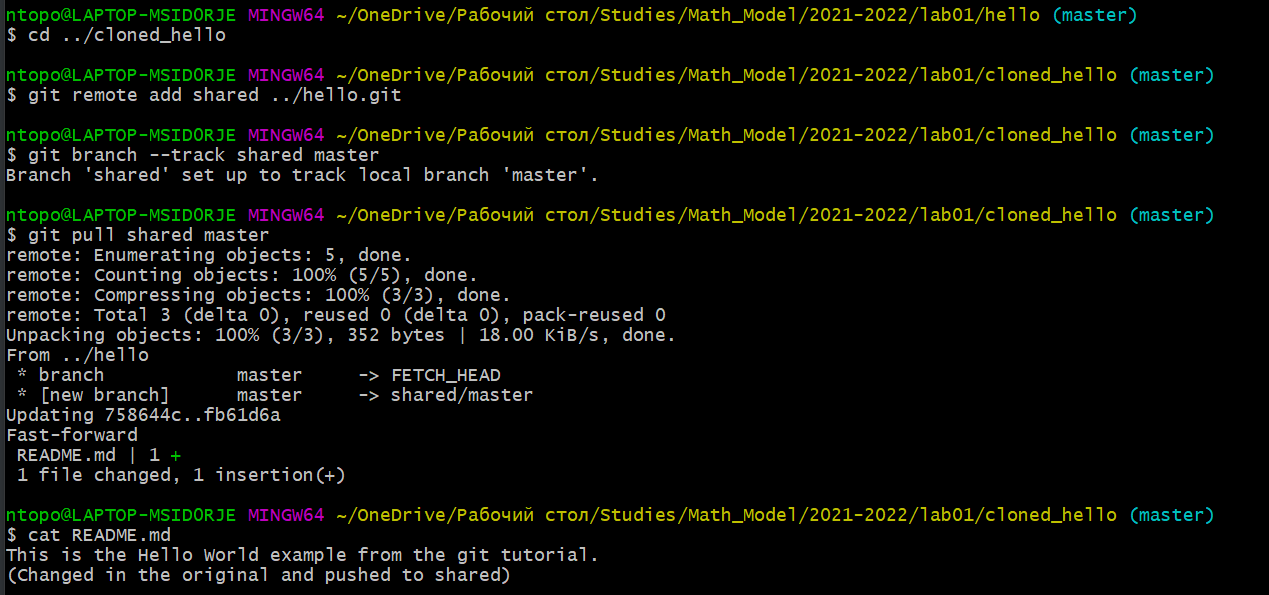 ntopo@LAPTOP-MSID0RJE MINGW64 ~/OneDrive/Рабочий стол/Studies/Math_Model/2021-2022/lab01/hello (master)
$ cd ../cloned_hello
ntopo@LAPTOP-MSID0RJE MINGW64 ~/OneDrive/Рабочий стол/Studies/Math_Model/2021-2022/lab01/cloned_hello (master)
$ git remote add shared ../hello.git
ntopo@LAPTOP-MSID0RJE MINGW64 ~/OneDrive/Рабочий стол/Studies/Math_Model/2021-2022/lab01/cloned_hello (master)
$ git branch --track shared master
Branch 'shared' set up to track local branch 'master'.
ntopo@LAPTOP-MSID0RJE MINGW64 ~/OneDrive/Рабочий стол/Studies/Math_Model/2021-2022/lab01/cloned_hello (master)
$ git pull shared master
remote: Enumerating objects: 5, done.
remote: Counting objects: 100% (5/5), done.
remote: Compressing objects: 100% (3/3), done.
remote: Total 3 (delta 0), reused 0 (delta 0), pack-reused 0
Unpacking objects: 100% (3/3), 352 bytes | 18.00 KiB/s, done.
From ../hello
 * branch            master     -> FETCH_HEAD
 * [new branch]      master     -> shared/master
Updating 758644c..fb61d6a
Fast-forward
 README.md | 1 +
 1 file changed, 1 insertion(+)
ntopo@LAPTOP-MSID0RJE MINGW64 ~/OneDrive/Рабочий стол/Studies/Math_Model/2021-2022/lab01/cloned_hello (master)
$ cat README.md
This is the Hello World example from the git tutorial.
(Changed in the original and pushed to shared)